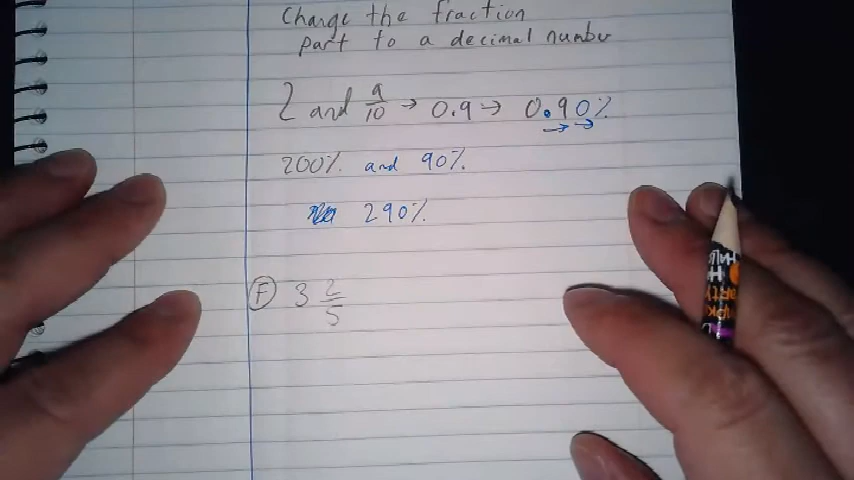 Change the fraction
part to a decimal number
2 and 9/10 → 0.9 → 0.90%
200% and 90%
290%
F 3 2/5